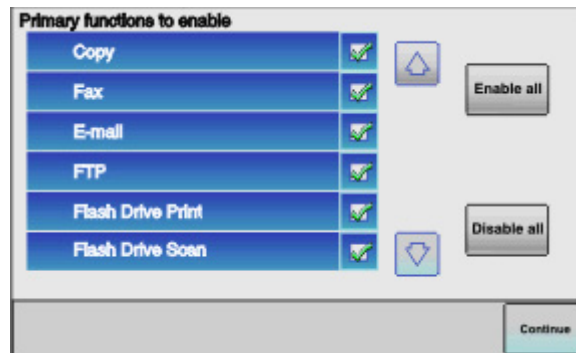 Primary functions to enable
Copy
Fax
Enable all
E-mail
FTP
Flash Drive Print
Disable all
Flash Drive Scan
Continue